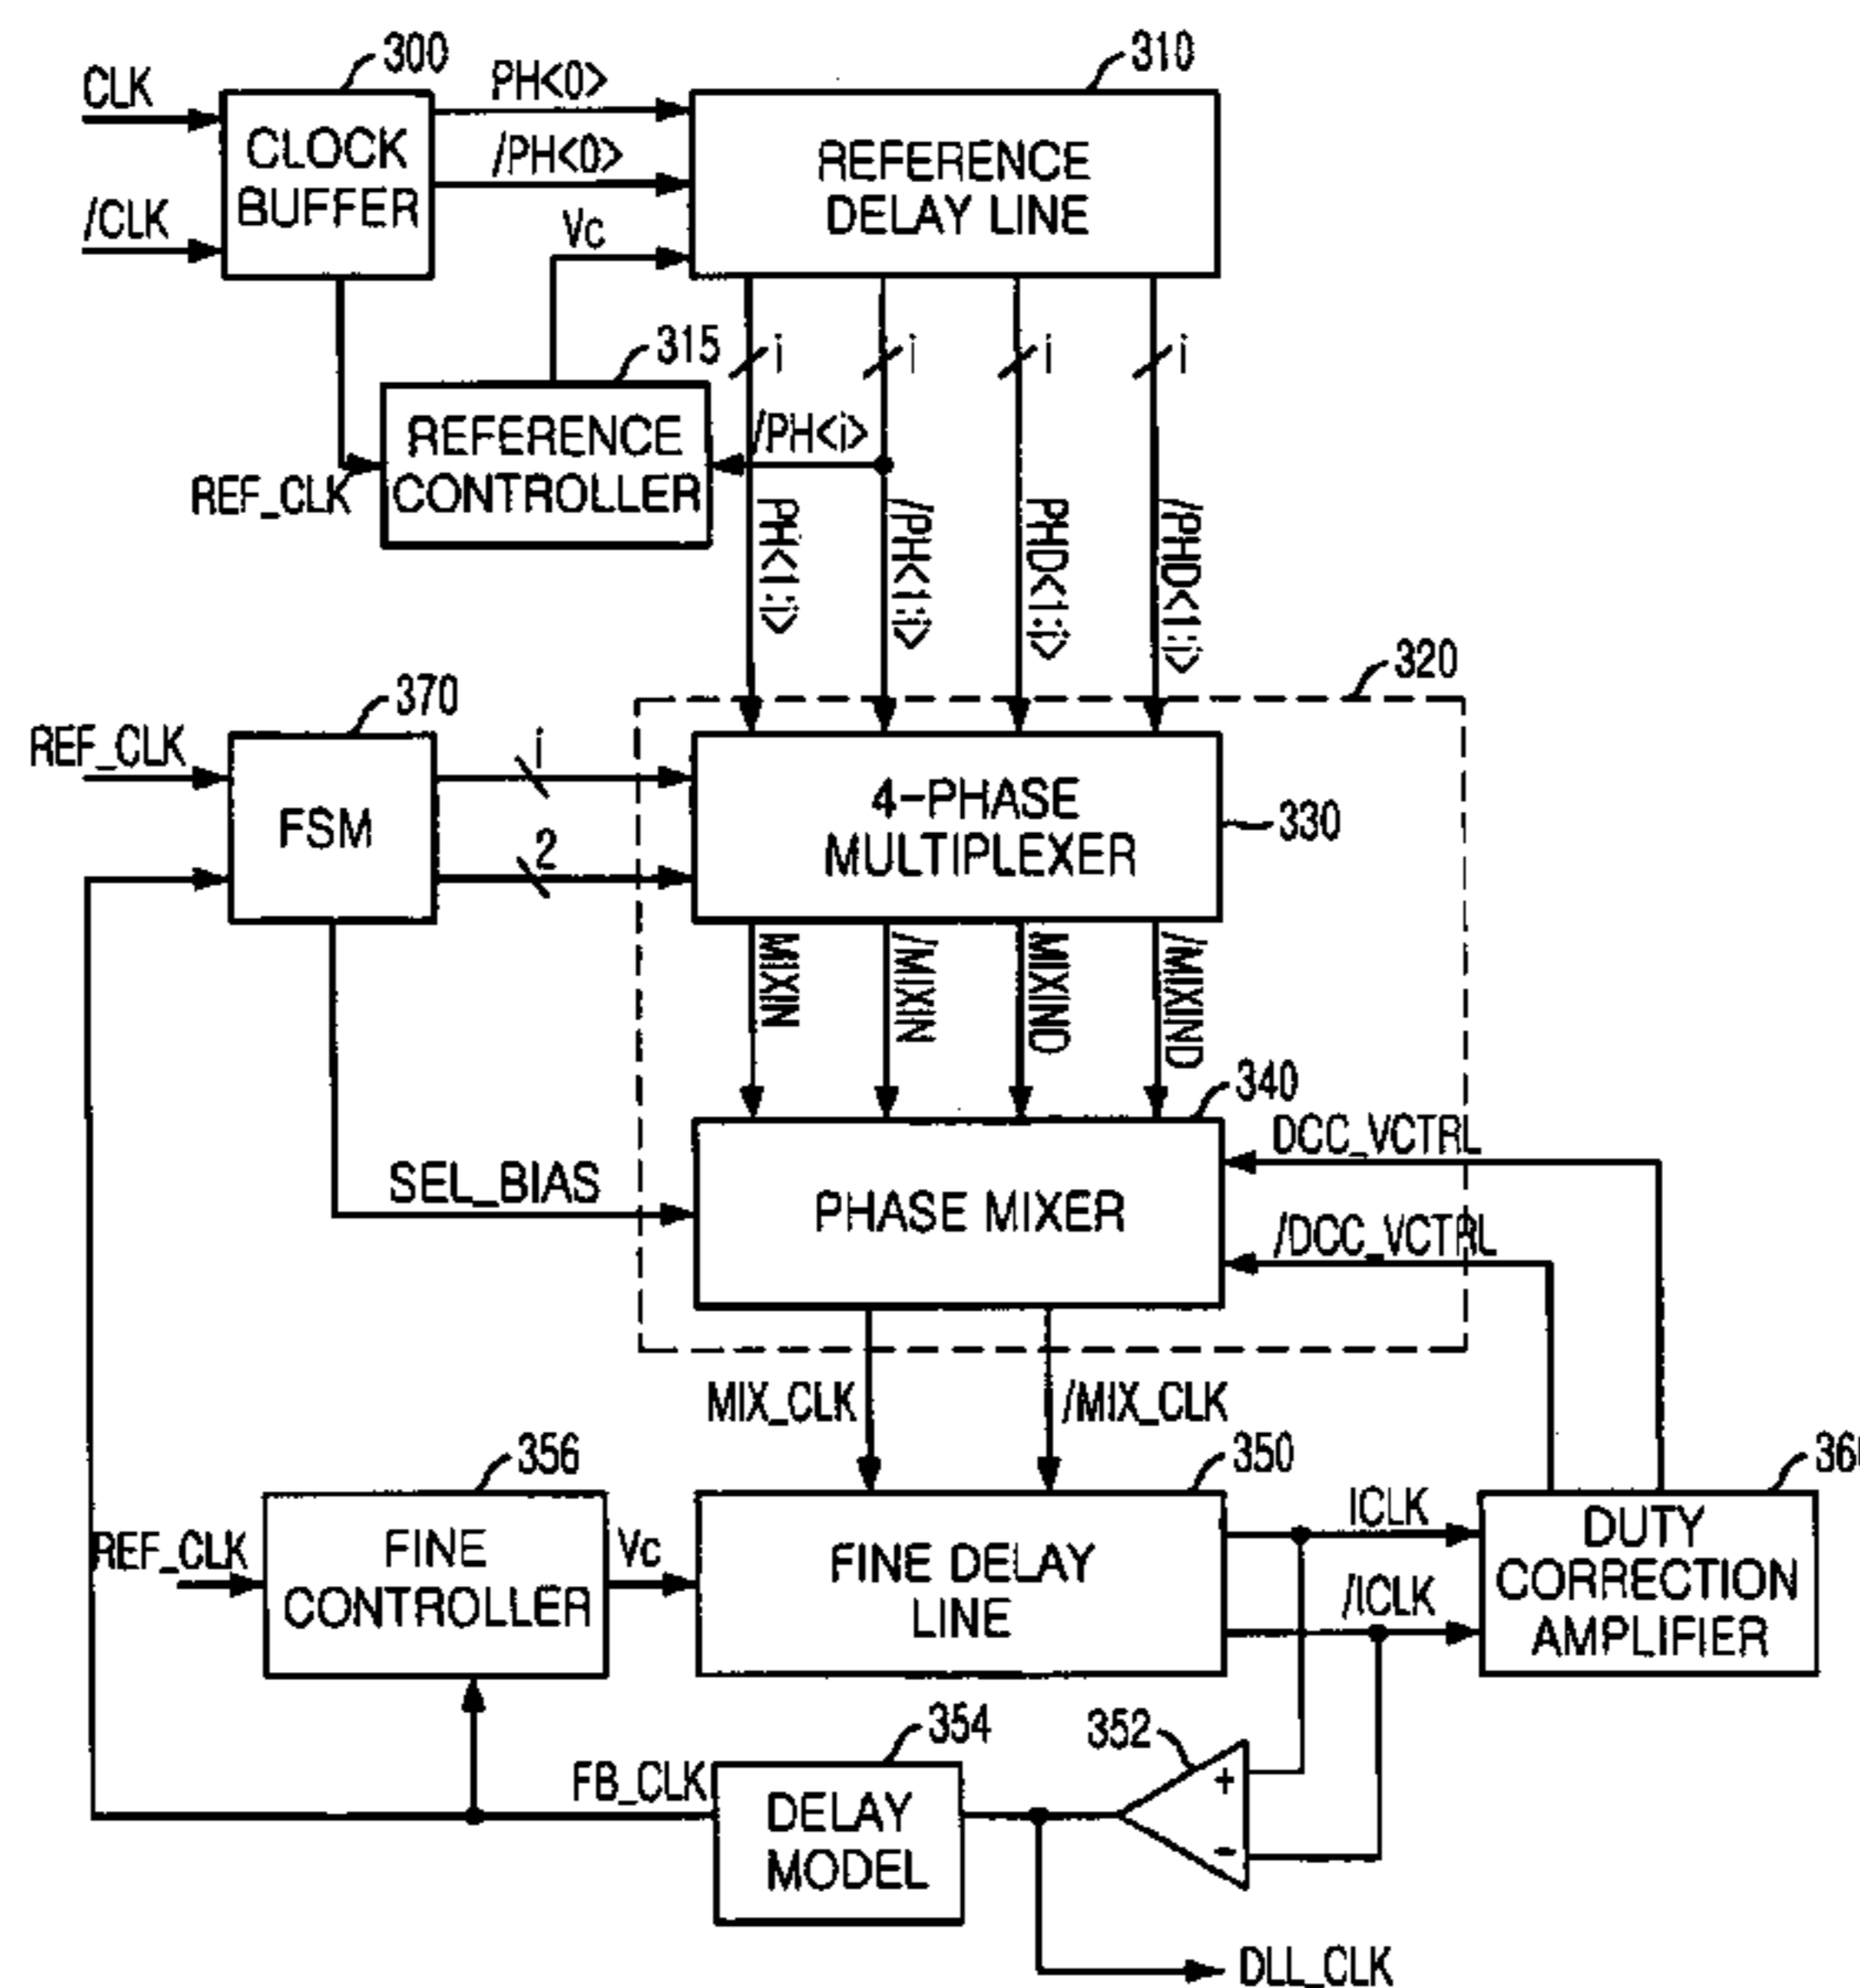 300
310
CLK
PH<0>
CLOCK
BUFFER
/PH<0>
/CLK
Vc
REFERENCE
DELAY LINE
315
i
i
i
i
REFERENCE
CONTROLLER
/PH<i>
REF_CLK
PH<1:i>
/PH<1:i>
PHD<1:i>
/PHD<1:i>
320
370
REF_CLK
i
FSM
2
4-PHASE
MULTIPLEXER
330
MIXIN
/MIXIN
MIXIND
/MIXIND
340
DCC_VCTRL
SEL_BIAS
PHASE MIXER
/DCC_VCTRL
MIX_CLK
/MIX_CLK
356
350
360
REF_CLK
FINE
CONTROLLER
Vc
FINE DELAY
LINE
ICLK
/ICLK
DUTY
CORRECTION
AMPLIFIER
354
352
FB_CLK
DELAY
MODEL
+
-
DLL_CLK